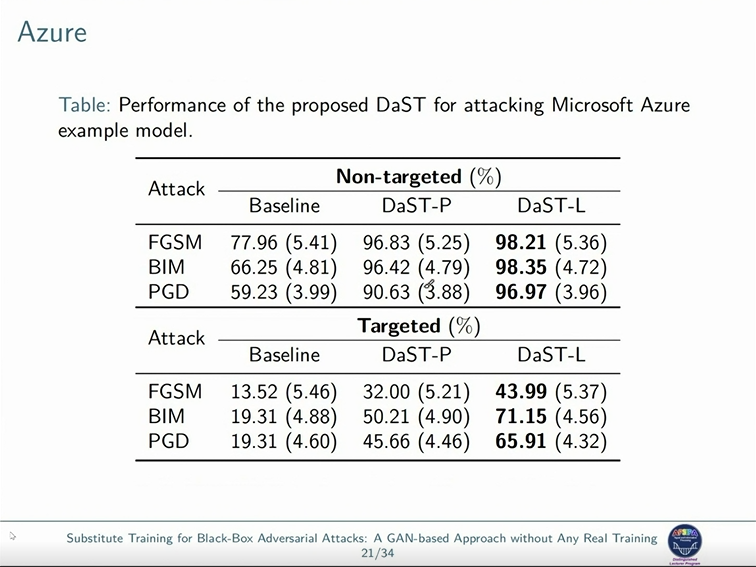 Azure
Table: Performance of the proposed DaST for attacking Microsoft Azure
example model.
Attack Non-targeted (%)
Baseline DaST-P DaST-L
FGSM 77.96 (5.41) 96.83 (5.25) 98.21 (5.36)
BIM 66.25 (4.81) 96.42 (4.79) 98.35 (4.72)
PGD 59.23 (3.99) 90.63 (3.88) 96.97 (3.96)
Attack Targeted (%)
Baseline DaST-P DaST-L
FGSM 13.52 (5.46) 32.00 (5.21) 43.99 (5.37)
BIM 19.31 (4.88) 50.21 (4.90) 71.15 (4.56)
PGD 19.31 (4.60) 45.66 (4.46) 65.91 (4.32)
Substitute Training for Black-Box Adversarial Attacks: A GAN-based Approach without Any Real Training
21/34
APSIPA
Distinguished
Lecturer Program